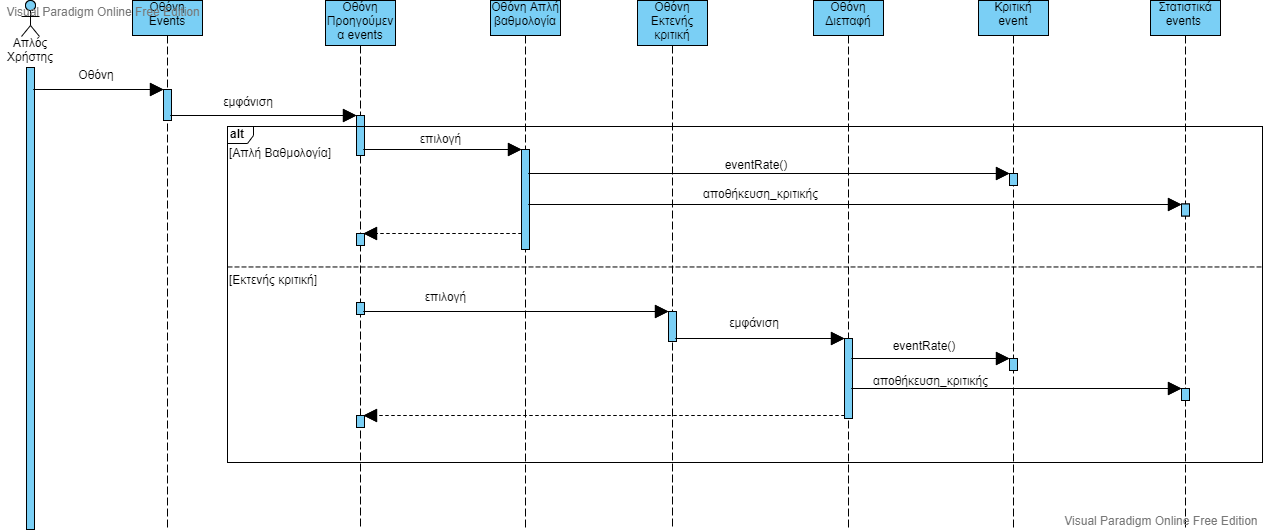 Visual Paradigm Online Free Edition
Οθόνη
Events
Οθόνη
Προηγούμεν
α events
Οθόνη Απλή
βαθμολογία
Οθόνη
Εκτενής
κριτική
Οθόνη
Διεπαφή
Κριτική
event
Στατιστικά
events
Απλός
Χρήστης
Οθόνη
εμφάνιση
alt
[Απλή Βαθμολογία]
επιλογή
eventRate()
αποθήκευση_κριτικής
[Εκτενής κριτική]
επιλογή
εμφάνιση
eventRate()
αποθήκευση_κριτικής
Visual Paradigm Online Free Edition